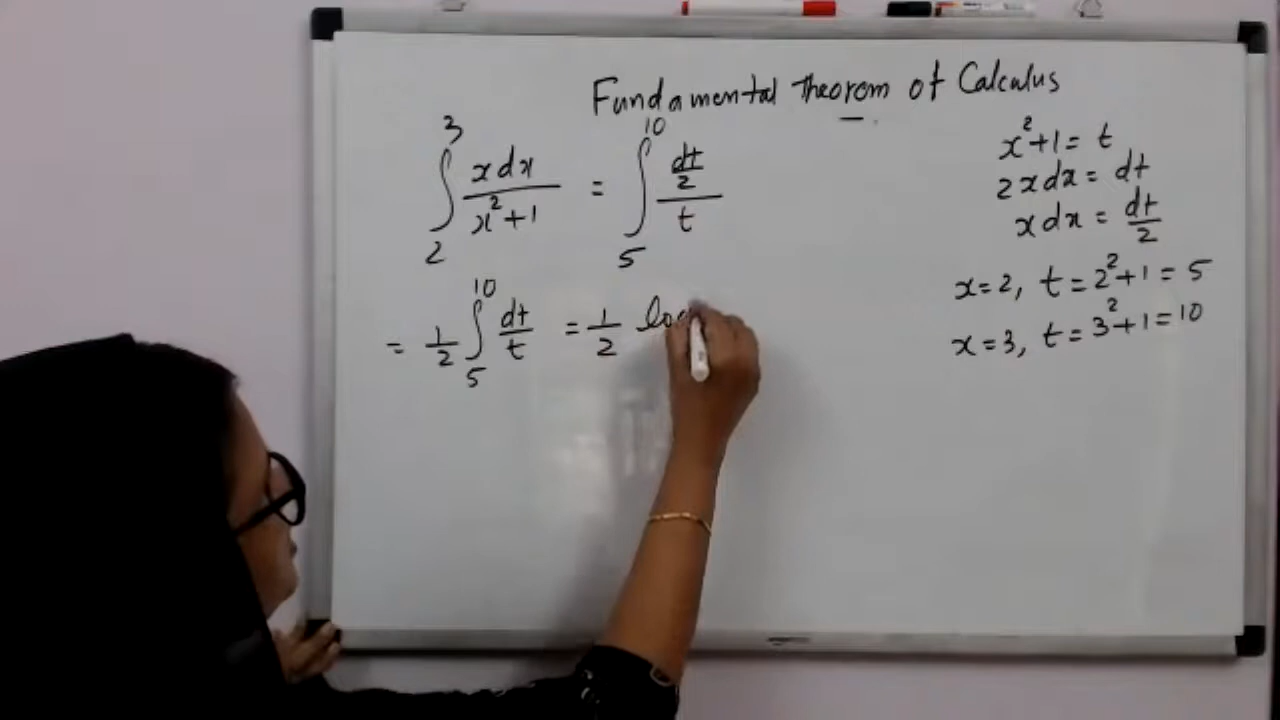 Fundamental Theorem of Calculus
∫₂³ x dx / (x²+1) = ∫₅¹⁰ (dt/2) / t
= 1/2 ∫₅¹⁰ dt/t = 1/2 log
x²+1 = t
2x dx = dt
x dx = dt/2
x=2, t = 2²+1 = 5
x=3, t = 3²+1 = 10